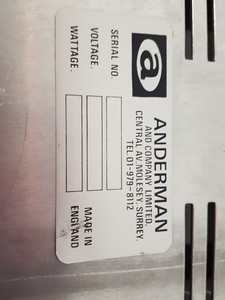 a
ANDERMAN
AND COMPANY LIMITED,
CENTRAL AV. MOLESEY, SURREY.
TEL 01-979-8112
SERIAL NO.
VOLTAGE.
WATTAGE.
MADE IN
ENGLAND